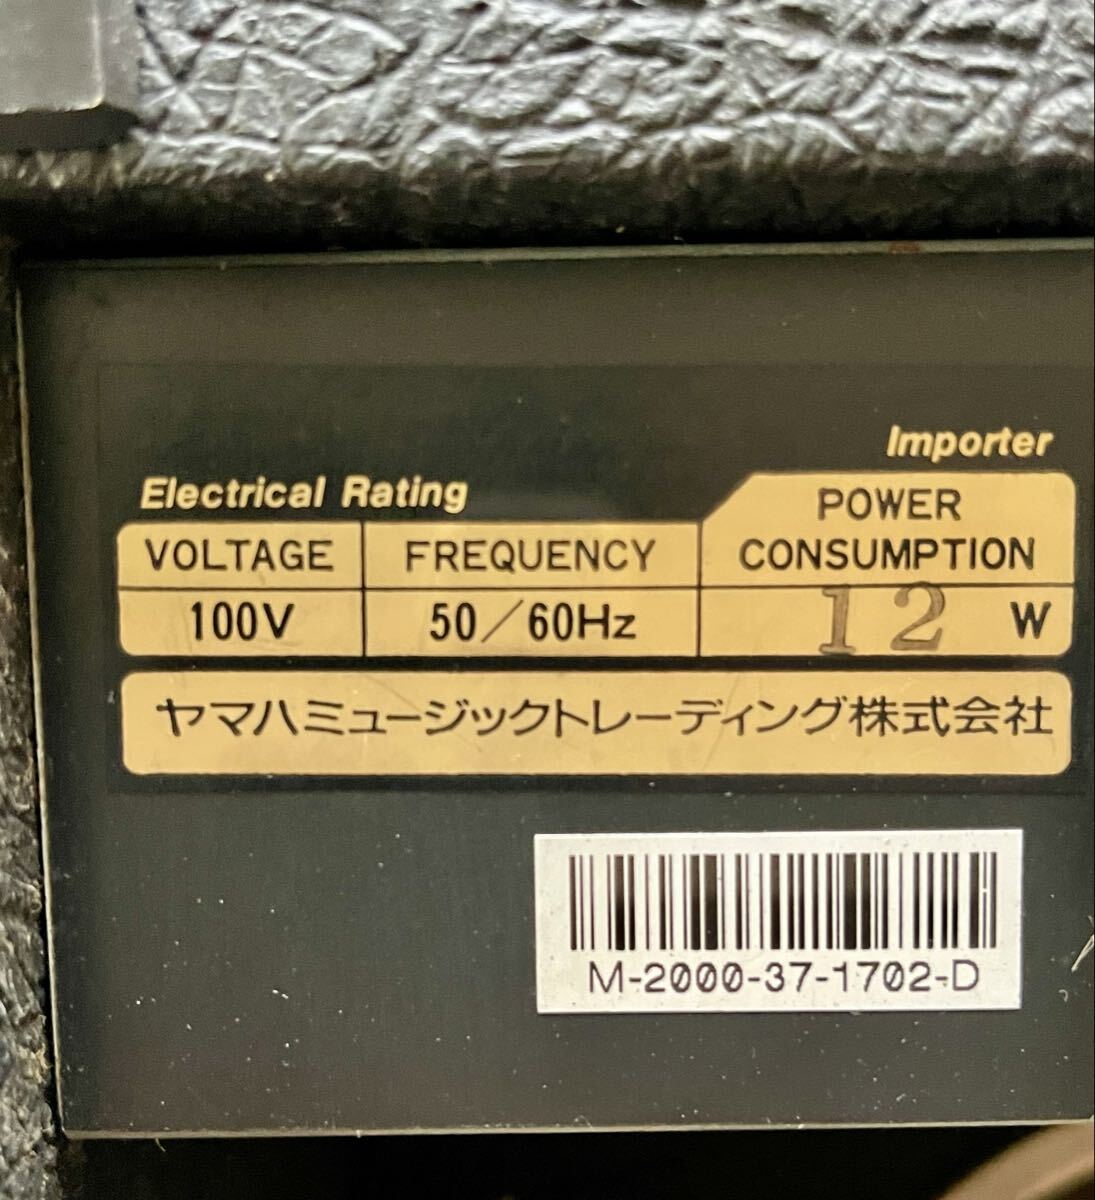 Importer
Electrical Rating
POWER
VOLTAGE FREQUENCY CONSUMPTION
100V 50/60Hz 12 W
ヤマハミュージックトレーディング株式会社
M-2000-37-1702-D